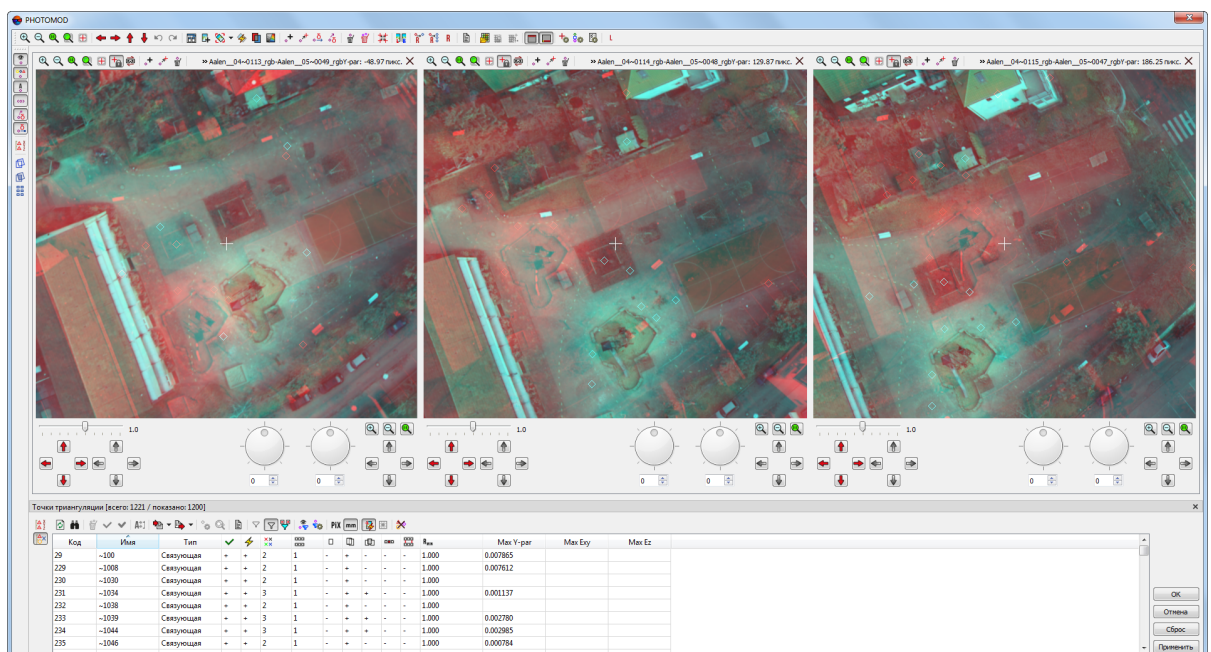 PHOTOMOD
» Aalen__04~0113_rgb-Aalen__05~0049_rgbY-par: -48.97 пикс.
» Aalen__04~0114_rgb-Aalen__05~0048_rgbY-par: 129.87 пикс.
» Aalen__04~0115_rgb-Aalen__05~0047_rgbY-par: 186.25 пикс.
1.0 1.0 1.0
0 0 0 0 0 0
Точки триангуляции [всего: 1221 / показано: 1200]
PIX mm
Код Имя Тип Max Y-par Max Exy Max Ez
29 ~100 Связующая + + 2 1 - + - - - 1.000 0.007865
229 ~1008 Связующая + + 2 1 - + - - - 1.000 0.007612
230 ~1030 Связующая + + 2 1 - + - - - 1.000
231 ~1034 Связующая + + 3 1 - + + - - 1.000 0.001137
232 ~1038 Связующая + + 2 1 - + - - - 1.000
233 ~1039 Связующая + + 3 1 - + + - - 1.000 0.002780
234 ~1044 Связующая + + 3 1 - + + - - 1.000 0.002985
235 ~1046 Связующая + + 2 1 - + - - - 1.000 0.000784
OK
Отмена
Сброс
Применить